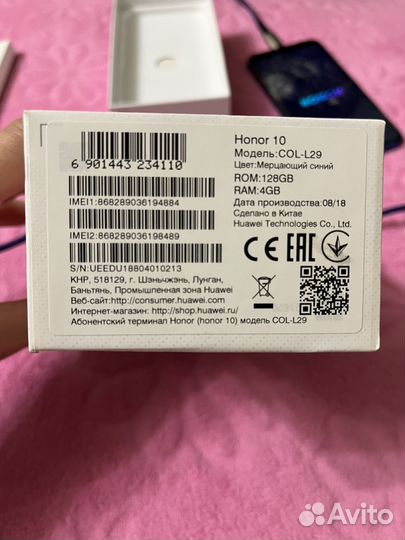 Honor 10
Модель:COL-L29
Цвет:Мерцающий синий
ROM:128GB
RAM:4GB
Дата производства:08/18
Сделано в Китае
Huawei Technologies Co., Ltd.
6 901443 234110
IMEI1:868289036194884
IMEI2:868289036198489
S/N:UEEDU18804010213
CE EAC
КНР, 518129, г. Шэньчжэнь, Лунган,
Баньтянь, Промышленная зона Huawei
Веб-сайт:http://consumer.huawei.com
Интернет-магазин: http://shop.huawei.ru/
Абонентский терминал Honor (honor 10) модель COL-L29
Avito